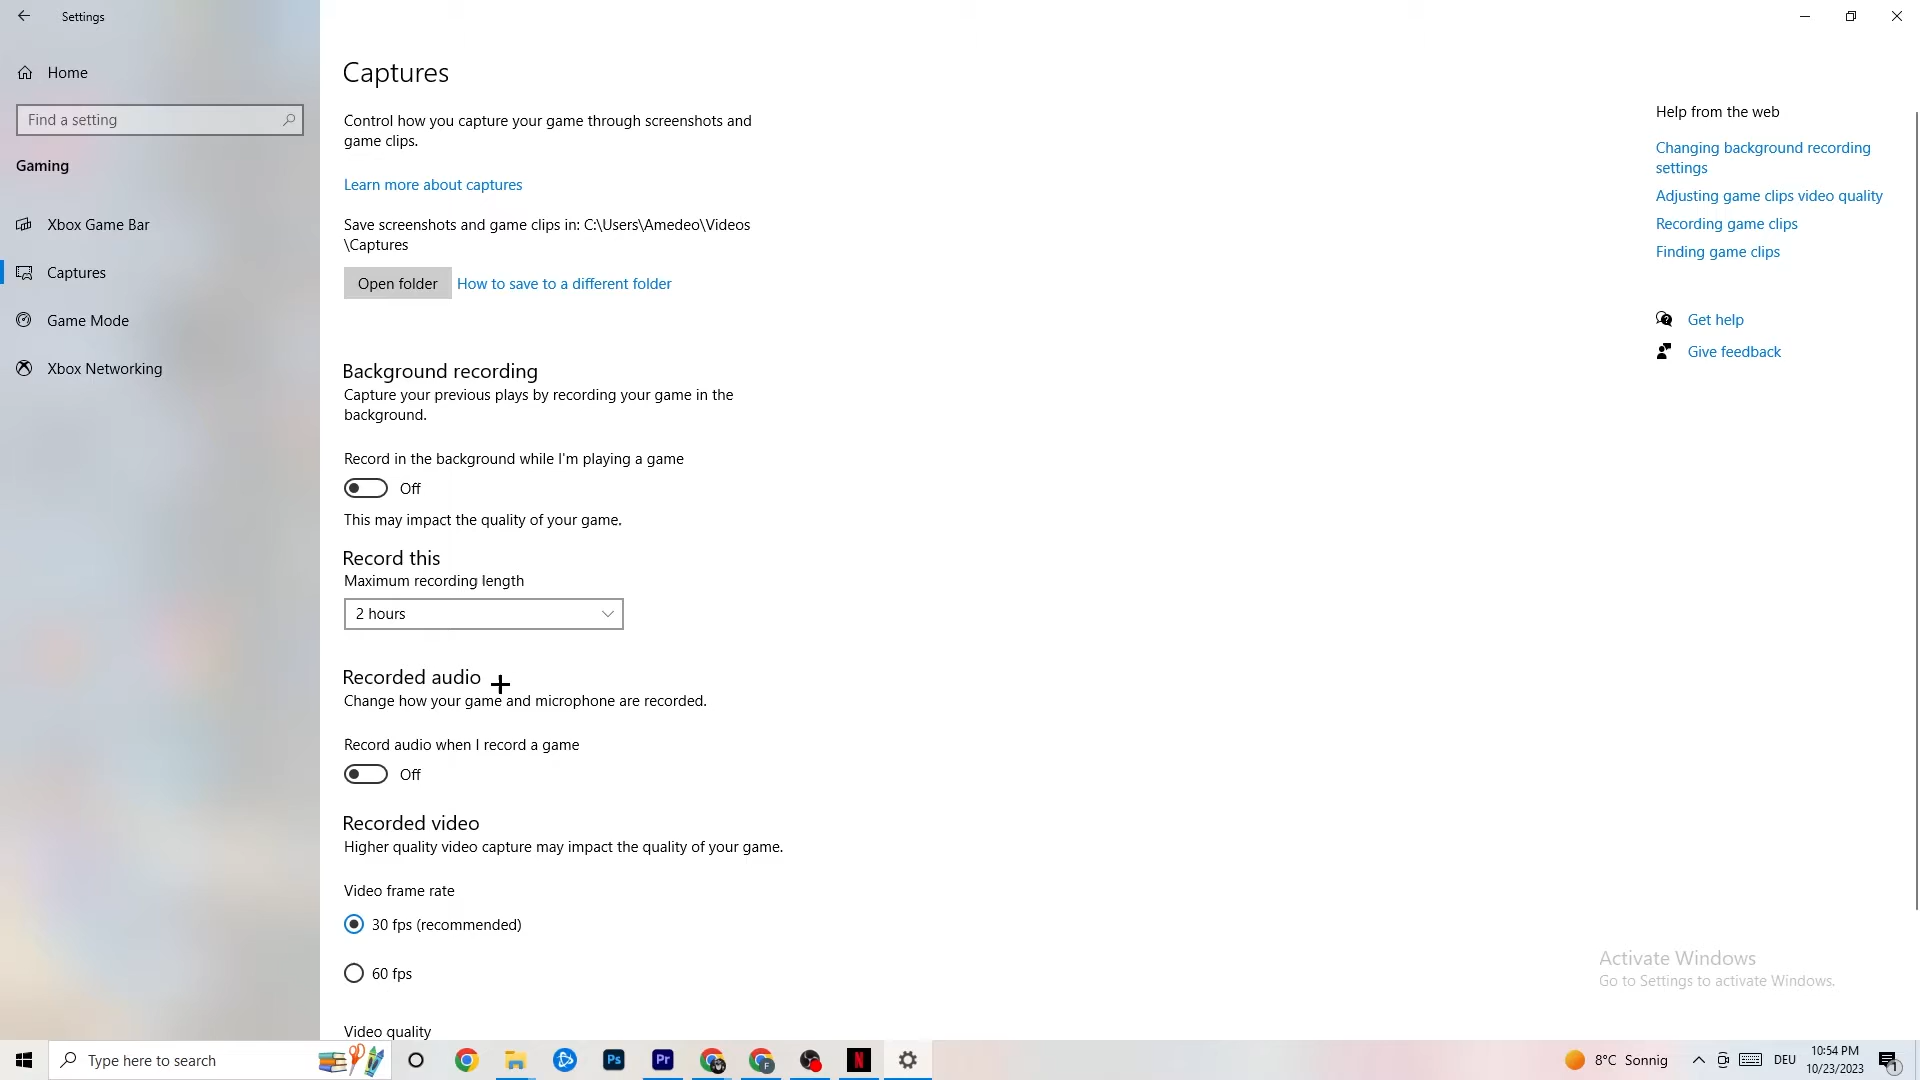 Settings
Home
Find a setting
Gaming
Xbox Game Bar
Captures
Game Mode
Xbox Networking
Captures
Control how you capture your game through screenshots and
game clips.
Learn more about captures
Save screenshots and game clips in: C:\Users\Amedeo\Videos
\Captures
Open folder
How to save to a different folder
Background recording
Capture your previous plays by recording your game in the
background.
Record in the background while I'm playing a game
Off
This may impact the quality of your game.
Record this
Maximum recording length
2 hours
Recorded audio
Change how your game and microphone are recorded.
Record audio when I record a game
Off
Recorded video
Higher quality video capture may impact the quality of your game.
Video frame rate
30 fps (recommended)
60 fps
Video quality
Help from the web
Changing background recording
settings
Adjusting game clips video quality
Recording game clips
Finding game clips
Get help
Give feedback
Activate Windows
Go to Settings to activate Windows.
Type here to search
Ps
Pr
F
N
8°C Sonnig
DEU
10:54 PM
10/23/2023
1